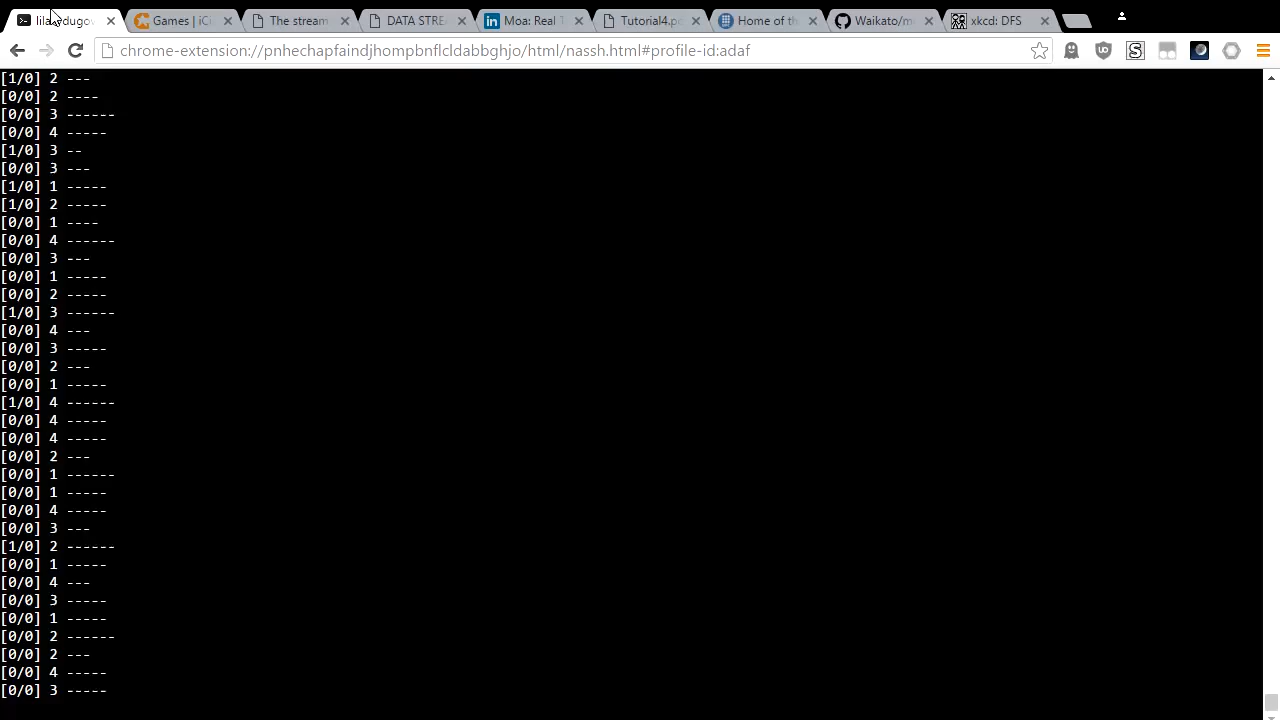 Games | iCi
The stream
DATA STRE
Moa: Real T
Tutorial4.p
Home of th
Waikato/m
xkcd: DFS
chrome-extension://pnhechapfaindjhompbnflcldabbghjo/html/nassh.html#profile-id:adaf
[1/0] 2 ---
[0/0] 2 ----
[0/0] 3 ------
[0/0] 4 -----
[1/0] 3 --
[0/0] 3 ---
[1/0] 1 -----
[1/0] 2 -----
[0/0] 1 ----
[0/0] 4 ------
[0/0] 3 ---
[0/0] 1 -----
[0/0] 2 -----
[1/0] 3 ------
[0/0] 4 ---
[0/0] 3 -----
[0/0] 2 ---
[0/0] 1 -----
[1/0] 4 ------
[0/0] 4 -----
[0/0] 4 -----
[0/0] 2 ---
[0/0] 1 ------
[0/0] 1 -----
[0/0] 4 -----
[0/0] 3 ---
[1/0] 2 ------
[0/0] 1 -----
[0/0] 4 ---
[0/0] 3 -----
[0/0] 1 -----
[0/0] 2 ------
[0/0] 2 ---
[0/0] 4 -----
[0/0] 3 -----